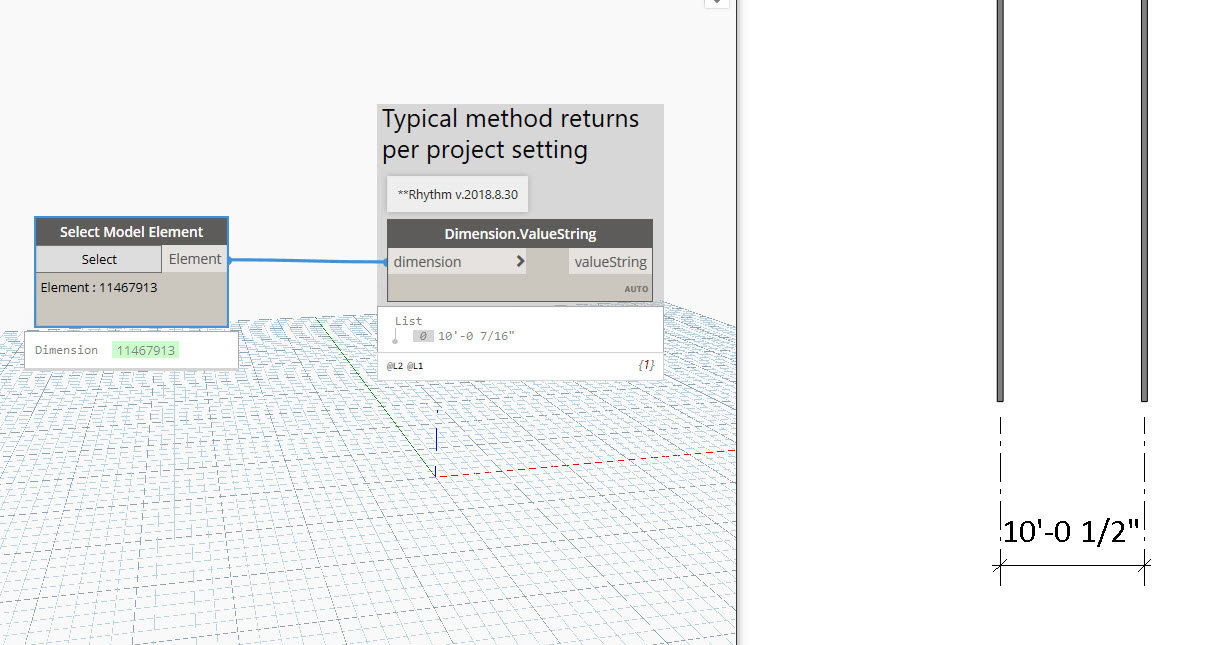 Typical method returns
per project setting
**Rhythm v.2018.8.30
Select Model Element
Select
Element
Element : 11467913
Dimension 11467913
Dimension.ValueString
dimension
valueString
AUTO
List
0 10'-0 7/16"
@L2 @L1
{1}
10'-0 1/2"